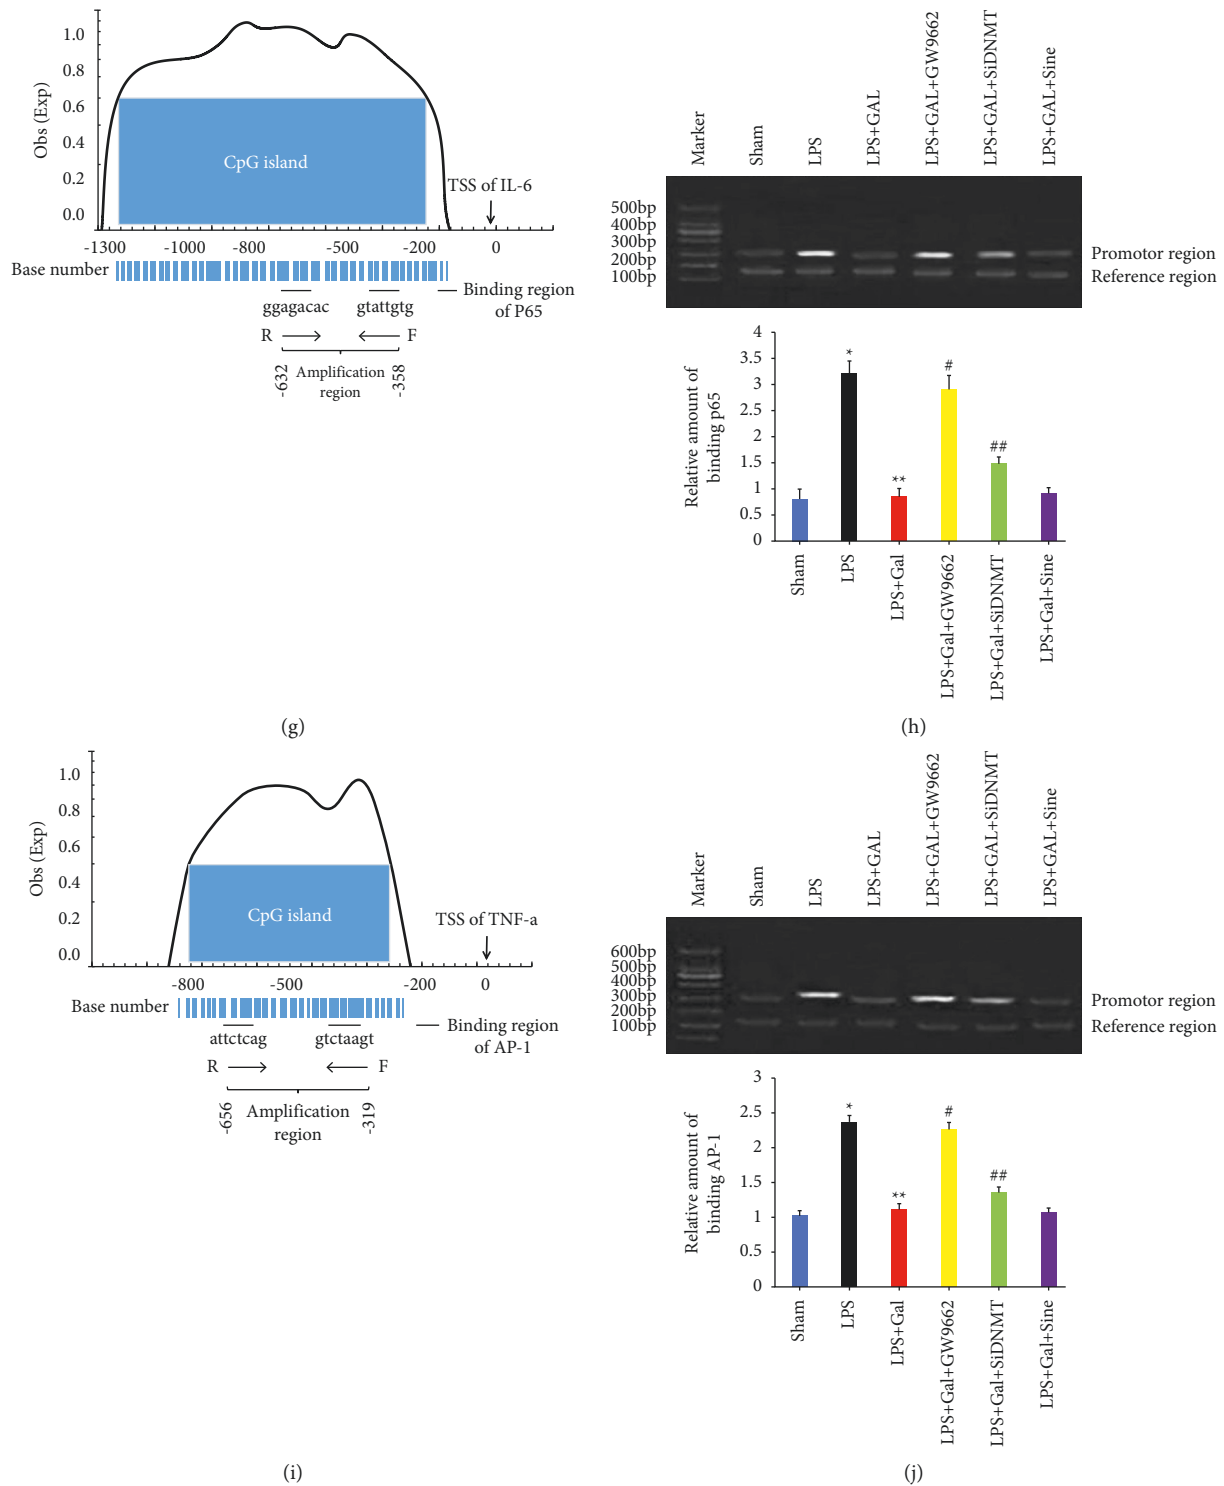 1.0
0.8
0.6
0.4
0.2
0.0
Obs (Exp)
CpG island
TSS of IL-6
-1300
-1000
-800
-500
-200
0
Base number
Binding region
of P65
ggagacac
gtattgtg
R
F
-632
Amplification
region
-358
(g)
Marker
Sham
LPS
LPS+GAL
LPS+GAL+GW9662
LPS+GAL+SiDNMT
LPS+GAL+Sine
500bp
400bp
300bp
200bp
100bp
Promotor region
Reference region
4
3.5
3
2.5
2
1.5
1
0.5
0
Relative amount of
binding p65
*
**
#
##
Sham
LPS
LPS+Gal
LPS+Gal+GW9662
LPS+Gal+SiDNMT
LPS+Gal+Sine
(h)
1.0
0.8
0.6
0.4
0.2
0.0
Obs (Exp)
CpG island
TSS of TNF-a
-800
-500
-200
0
Base number
Binding region
of AP-1
attctcag
gtctaagt
R
F
-656
Amplification
region
-319
(i)
Marker
Sham
LPS
LPS+GAL
LPS+GAL+GW9662
LPS+GAL+SiDNMT
LPS+GAL+Sine
600bp
500bp
400bp
300bp
200bp
100bp
Promotor region
Reference region
3
2.5
2
1.5
1
0.5
0
Relative amount of
binding AP-1
*
**
#
##
Sham
LPS
LPS+Gal
LPS+Gal+GW9662
LPS+Gal+SiDNMT
LPS+Gal+Sine
(j)